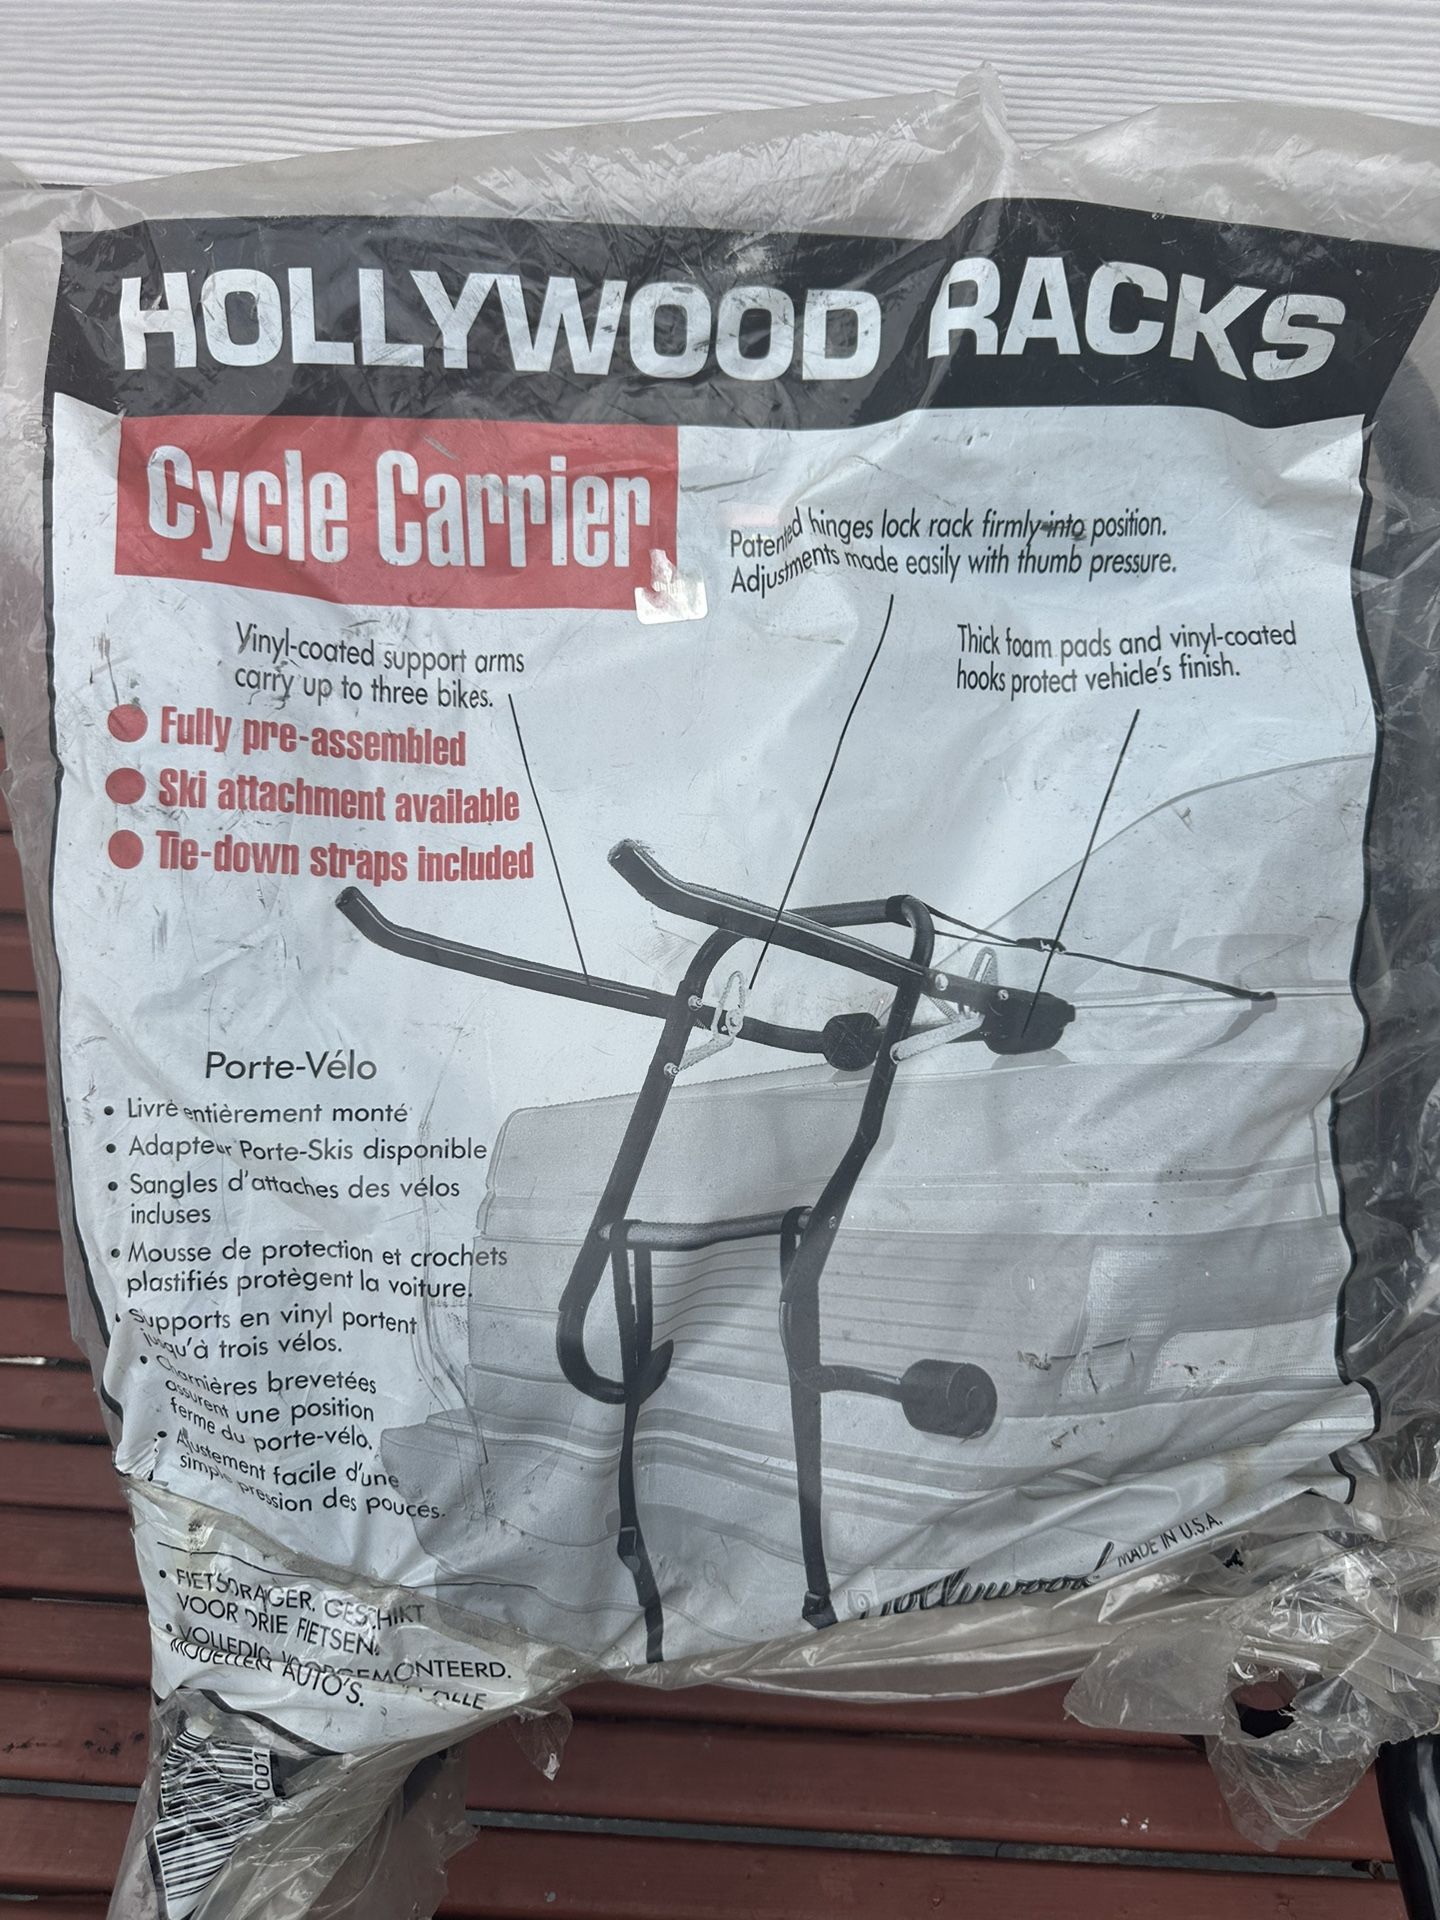 HOLLYWOOD RACKS
Cycle Carrier
Patented hinges lock rack firmly into position.
Adjustments made easily with thumb pressure.
Vinyl-coated support arms
carry up to three bikes.
Thick foam pads and vinyl-coated
hooks protect vehicle's finish.
● Fully pre-assembled
● Ski attachment available
● Tie-down straps included
Porte-Vélo
• Livré entièrement monté
• Adapteur Porte-Skis disponible
• Sangles d'attaches des vélos
incluses
• Mousse de protection et crochets
plastifiés protègent la voiture.
• Supports en vinyl portent
jusqu'à trois vélos.
• Charnières brevetées
assurent une position
ferme du porte-vélo.
• Ajustement facile d'une
simple pression des pouces.
Hollywood MADE IN U.S.A.
• FIETSDRAGER, GESCHIKT
VOOR DRIE FIETSEN.
• VOLLEDIG VOORGEMONTEERD.
MODELLEN AUTO'S.
001